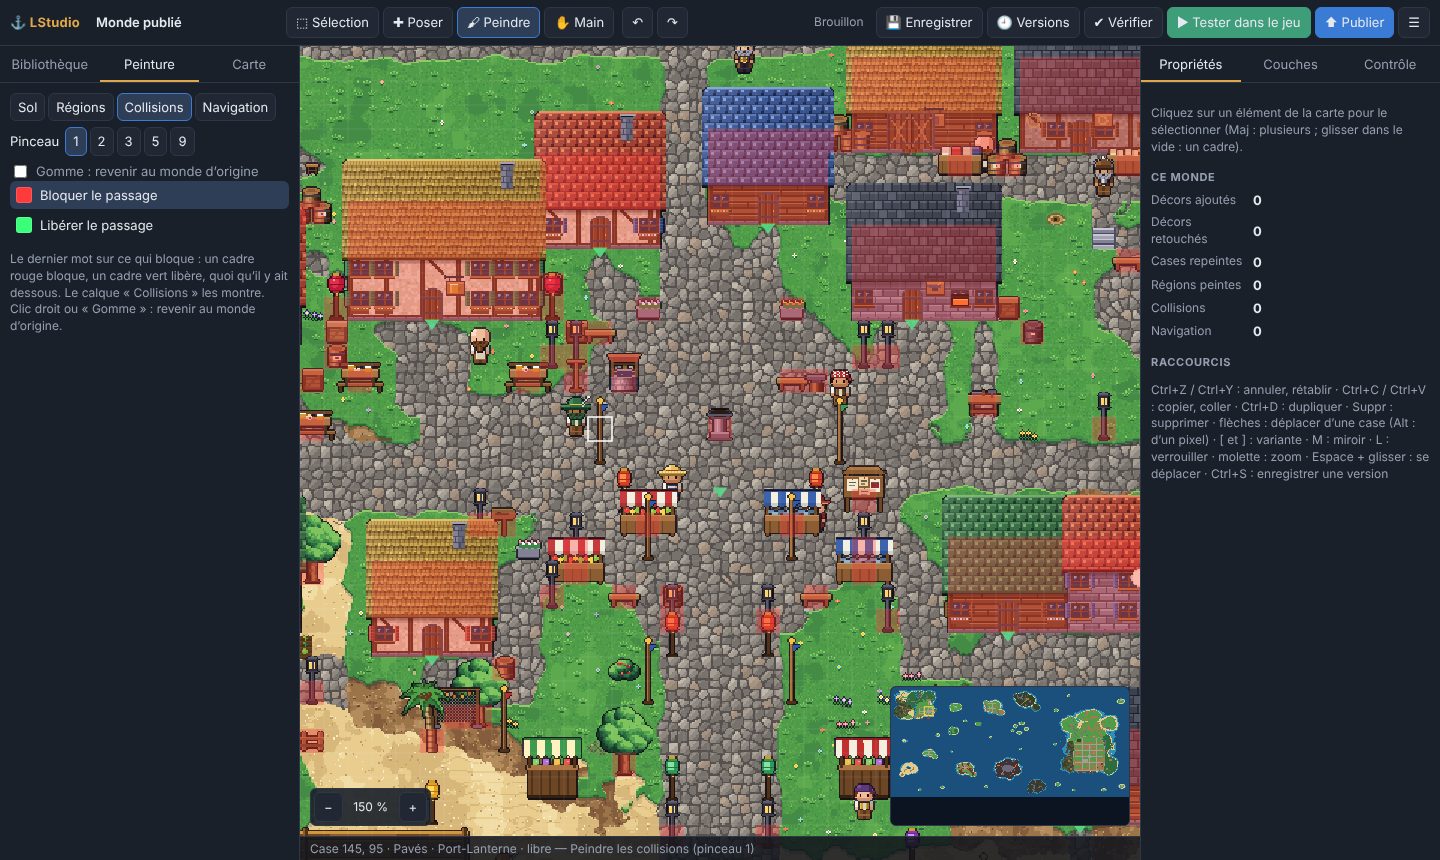 ⚓ LStudio Monde publié
Sélection Poser Peindre Main
Brouillon Enregistrer Versions Vérifier Tester dans le jeu Publier
Bibliothèque Peinture Carte
Sol Régions Collisions Navigation
Pinceau 1 2 3 5 9
Gomme : revenir au monde d’origine
Bloquer le passage
Libérer le passage
Le dernier mot sur ce qui bloque : un cadre
rouge bloque, un cadre vert libère, quoi qu’il y ait
dessous. Le calque « Collisions » les montre.
Clic droit ou « Gomme » : revenir au monde
d’origine.
− 150 % +
Case 145, 95 · Pavés · Port-Lanterne · libre — Peindre les collisions (pinceau 1)
Propriétés Couches Contrôle
Cliquez sur un élément de la carte pour le
sélectionner (Maj : plusieurs ; glisser dans le
vide : un cadre).
CE MONDE
Décors ajoutés 0
Décors
retouchés 0
Cases repeintes 0
Régions peintes 0
Collisions 0
Navigation 0
RACCOURCIS
Ctrl+Z / Ctrl+Y : annuler, rétablir · Ctrl+C / Ctrl+V
: copier, coller · Ctrl+D : dupliquer · Suppr :
supprimer · flèches : déplacer d’une case (Alt :
d’un pixel) · [ et ] : variante · M : miroir · L :
verrouiller · molette : zoom · Espace + glisser : se
déplacer · Ctrl+S : enregistrer une version